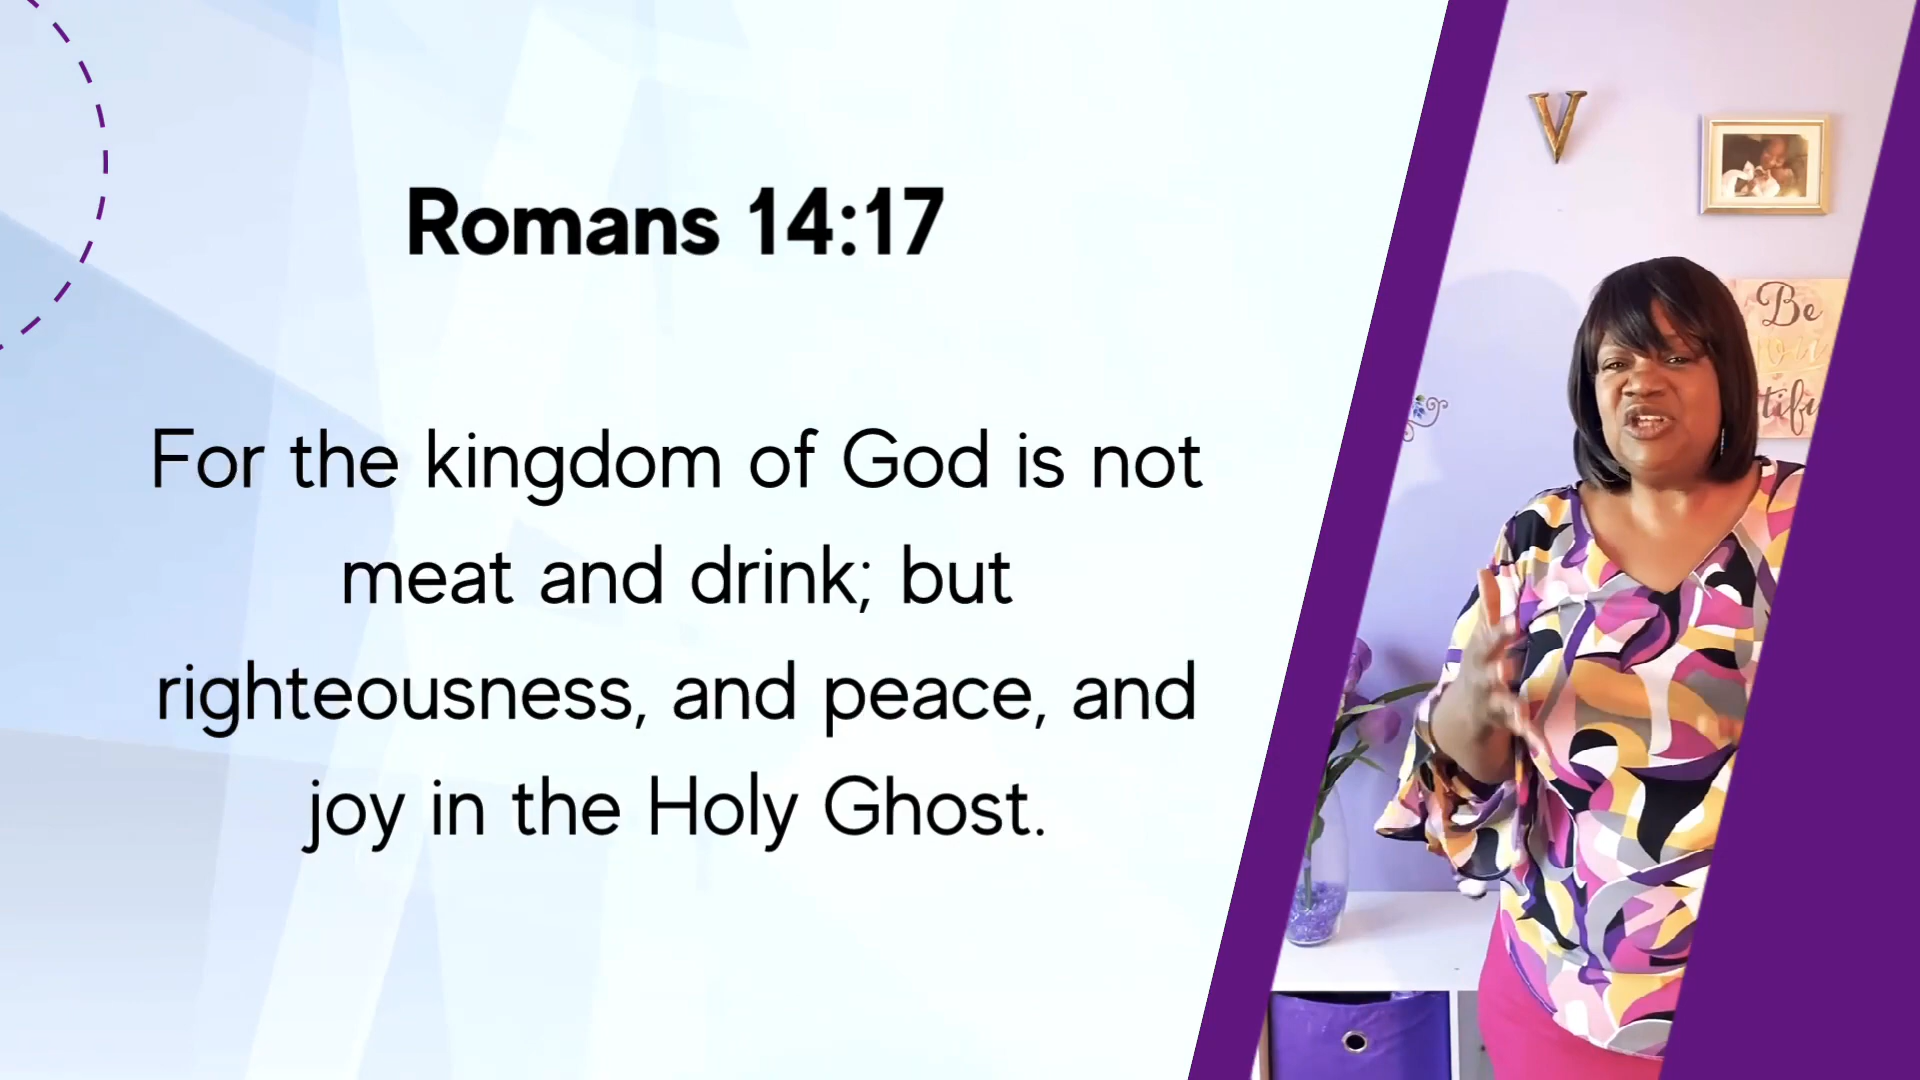 Romans 14:17
For the kingdom of God is not
meat and drink; but
righteousness, and peace, and
joy in the Holy Ghost.
V
Be